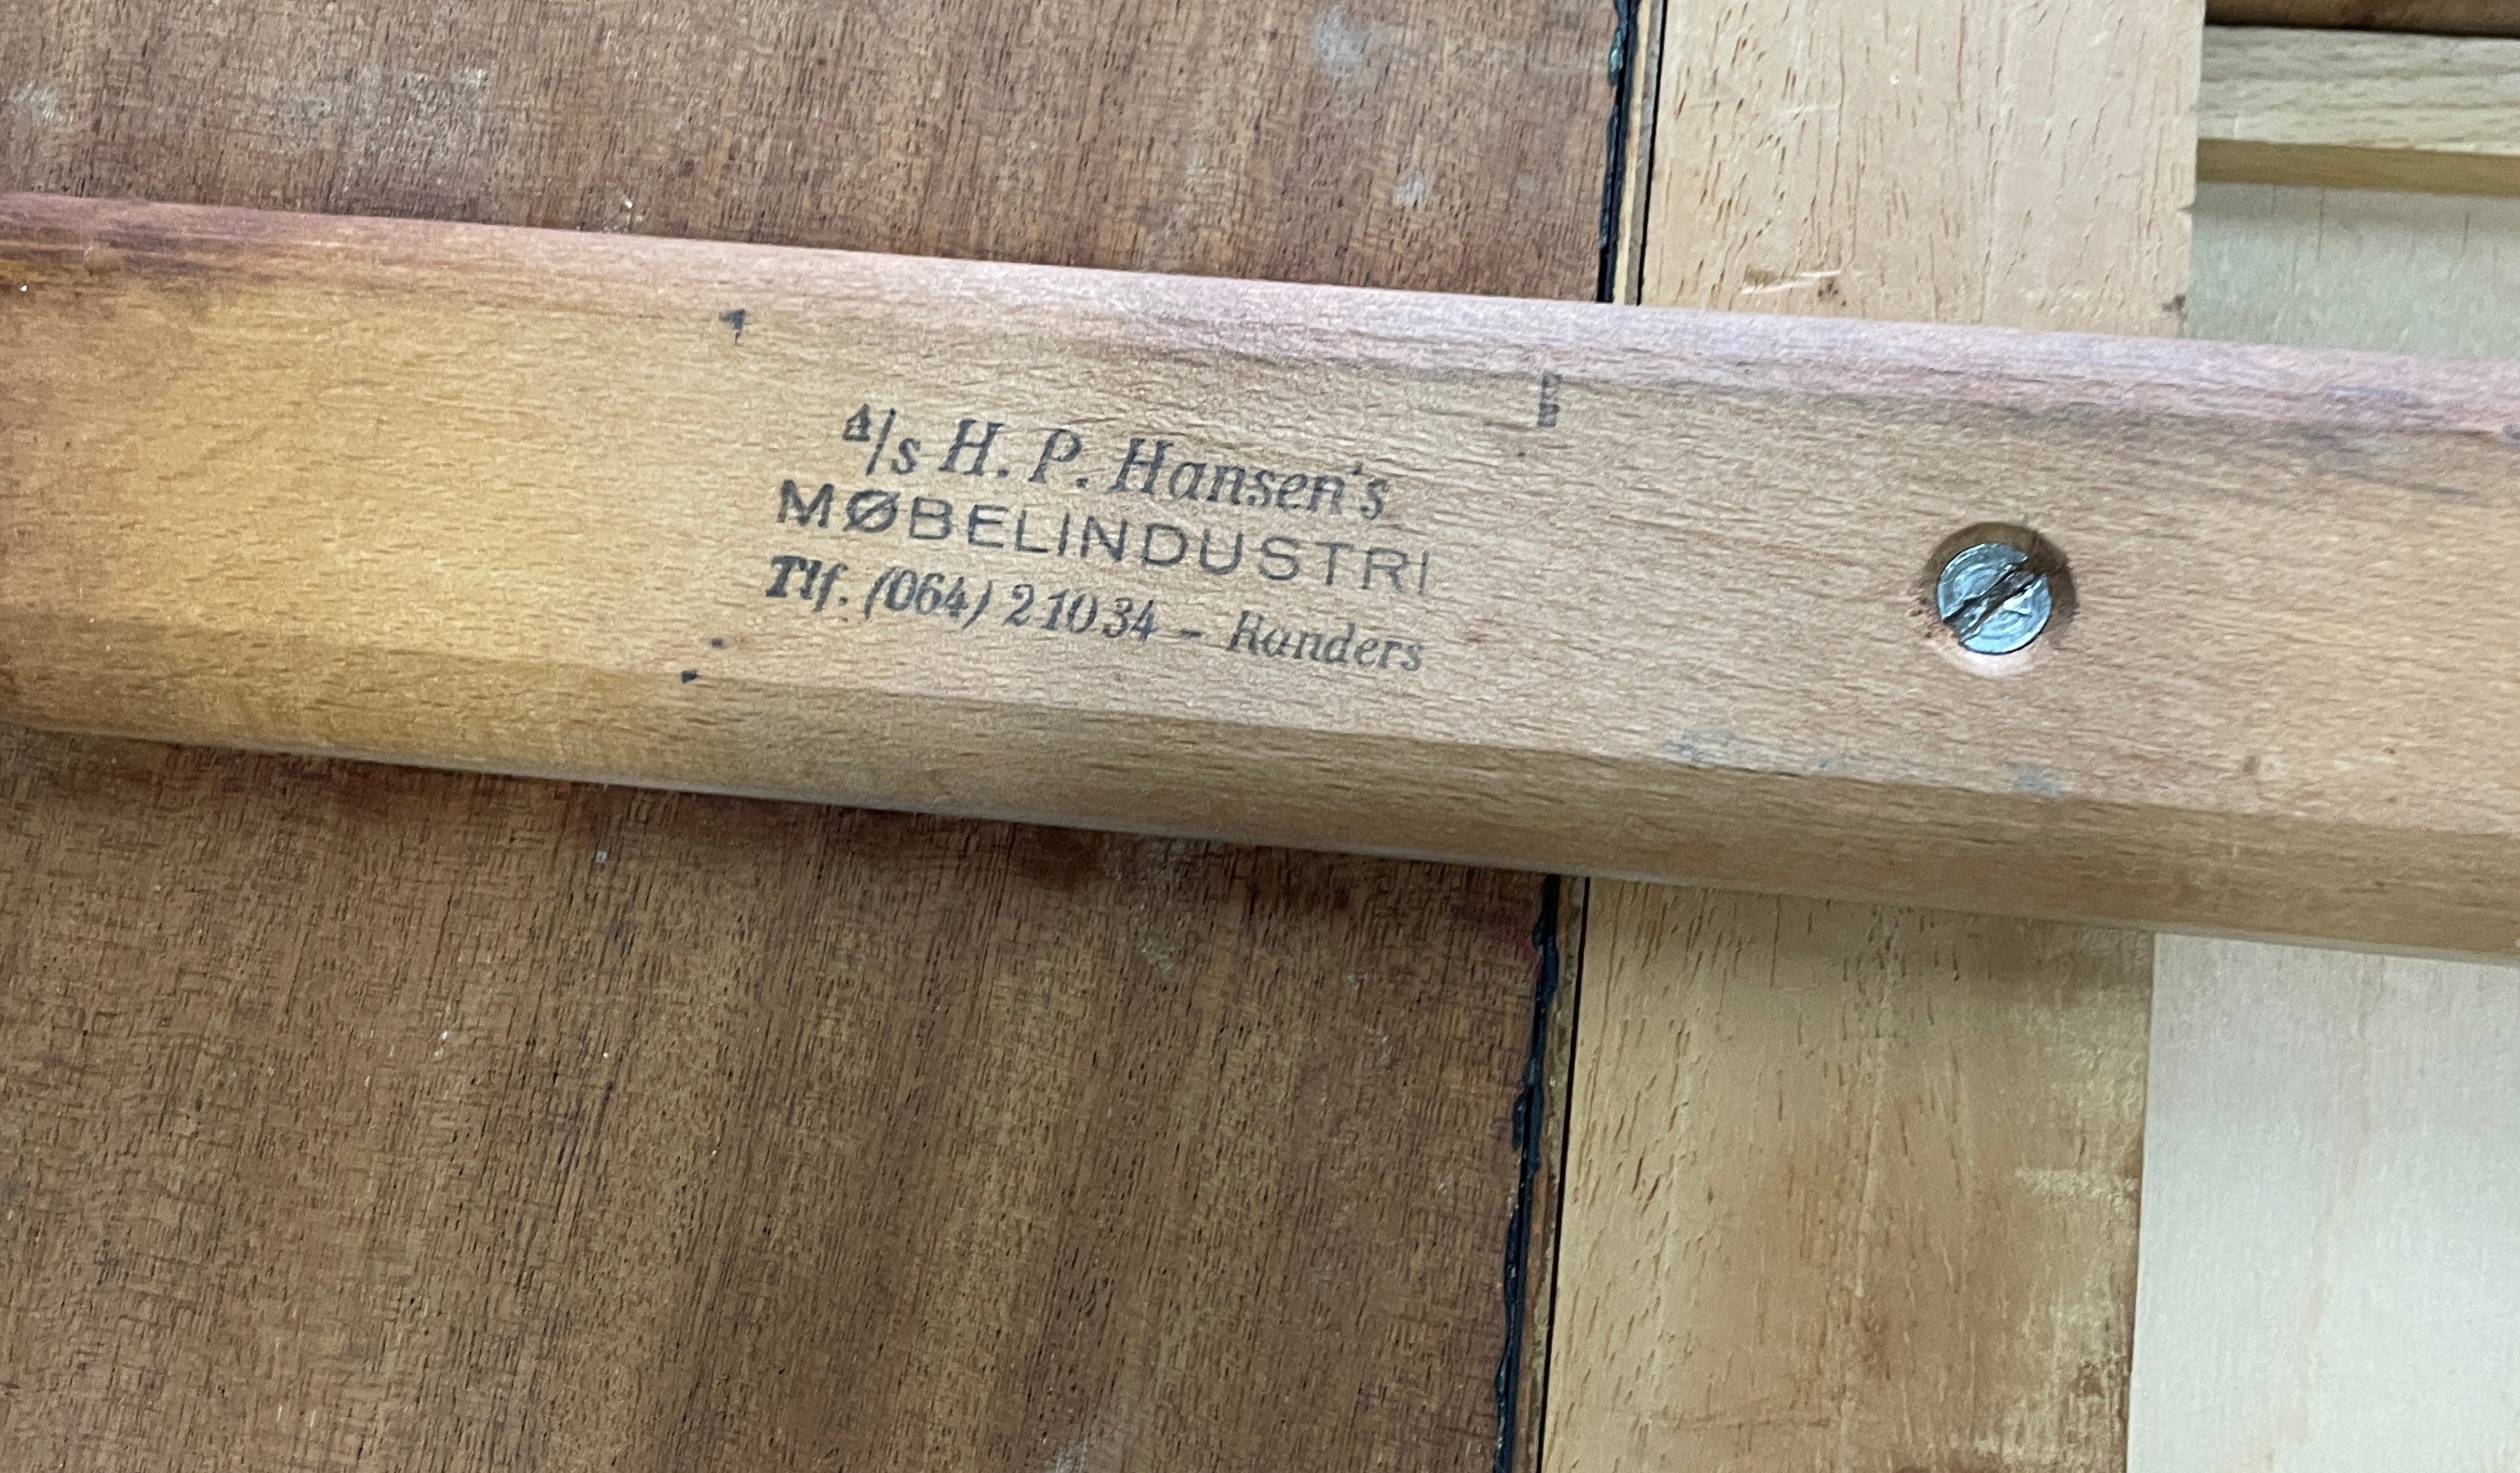 A/s H. P. Hansen's
MØBELINDUSTRI
Tlf. (064) 21034 – Randers